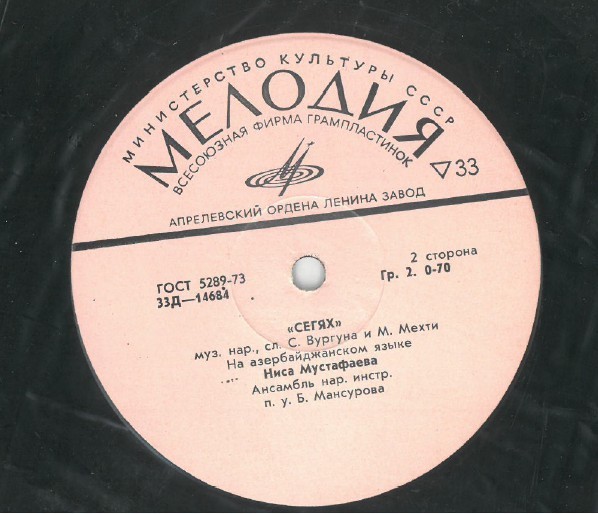 МИНИСТЕРСТВО КУЛЬТУРЫ СССР
МЕЛОДИЯ
ВСЕСОЮЗНАЯ ФИРМА ГРАМПЛАСТИНОК
33
АПРЕЛЕВСКИЙ ОРДЕНА ЛЕНИНА ЗАВОД
ГОСТ 5289-73
33Д—14684
2 сторона
Гр. 2. 0-70
«СЕГЯХ»
муз. нар., сл. С. Вургуна и М. Мехти
На азербайджанском языке
Ниса Мустафаева
Ансамбль нар. инстр.
п. у. Б. Мансурова